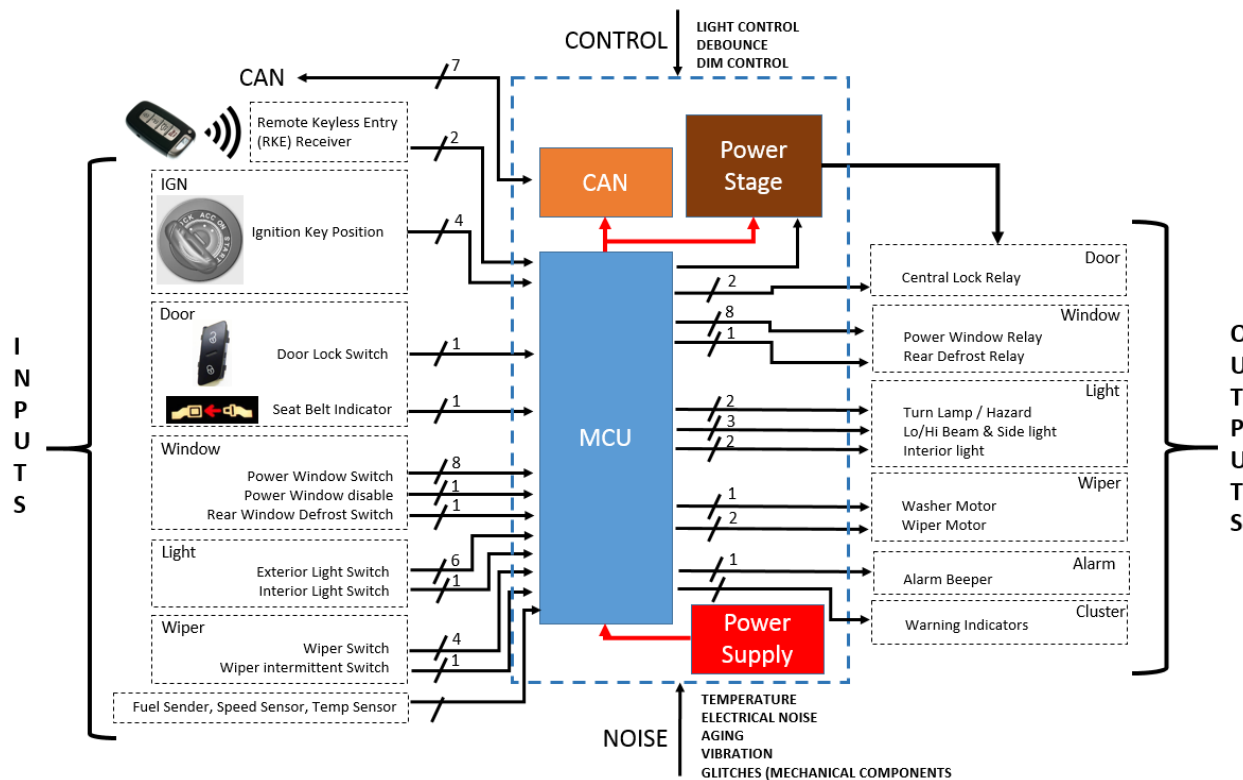 CONTROL
LIGHT CONTROL
DEBOUNCE
DIM CONTROL
CAN
7
Remote Keyless Entry
(RKE) Receiver
2
IGN
LOCK ACC ON START
Ignition Key Position
4
Door
Door Lock Switch
1
Seat Belt Indicator
1
Window
Power Window Switch
8
Power Window disable
1
Rear Window Defrost Switch
1
Light
Exterior Light Switch
6
Interior Light Switch
1
Wiper
Wiper Switch
4
Wiper intermittent Switch
1
Fuel Sender, Speed Sensor, Temp Sensor
INPUTS
CAN
Power
Stage
MCU
Power
Supply
2
8
1
2
3
2
1
2
1
Door
Central Lock Relay
Window
Power Window Relay
Rear Defrost Relay
Light
Turn Lamp / Hazard
Lo/Hi Beam & Side light
Interior light
Wiper
Washer Motor
Wiper Motor
Alarm
Alarm Beeper
Cluster
Warning Indicators
OUTPUTS
NOISE
TEMPERATURE
ELECTRICAL NOISE
AGING
VIBRATION
GLITCHES (MECHANICAL COMPONENTS